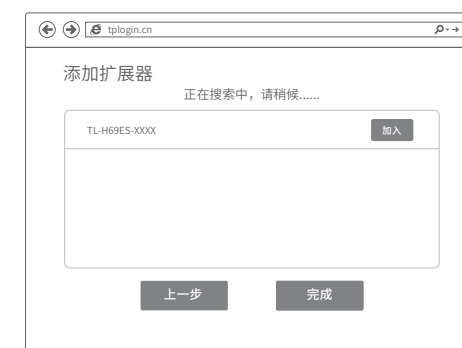 tplogin.cn
添加扩展器
正在搜索中，请稍候......
TL-H69ES-XXXX 加入
上一步 完成